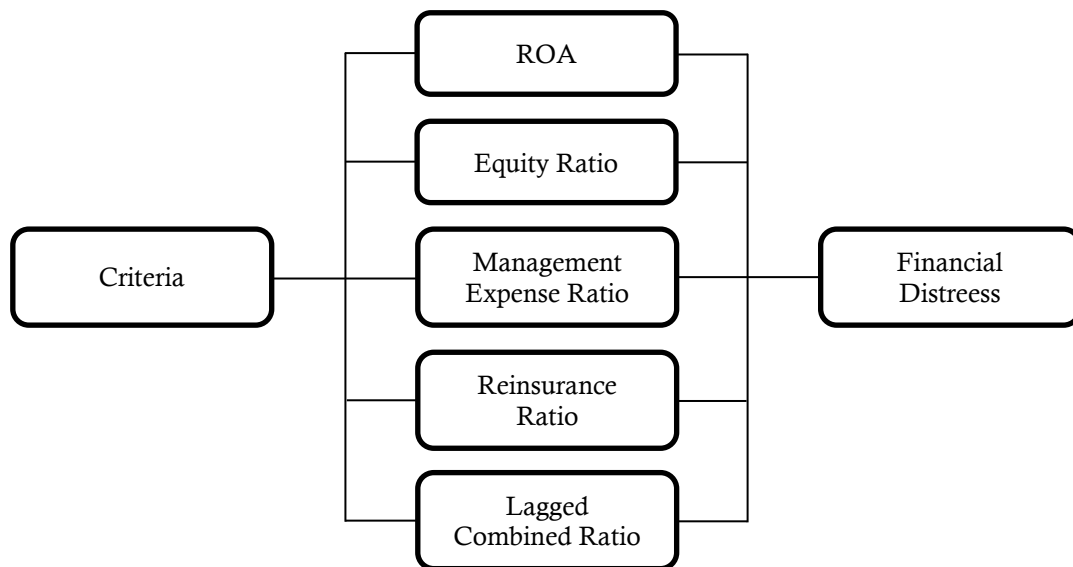 ROA
Equity Ratio
Criteria
Management
Expense Ratio
Financial
Distreess
Reinsurance
Ratio
Lagged
Combined Ratio